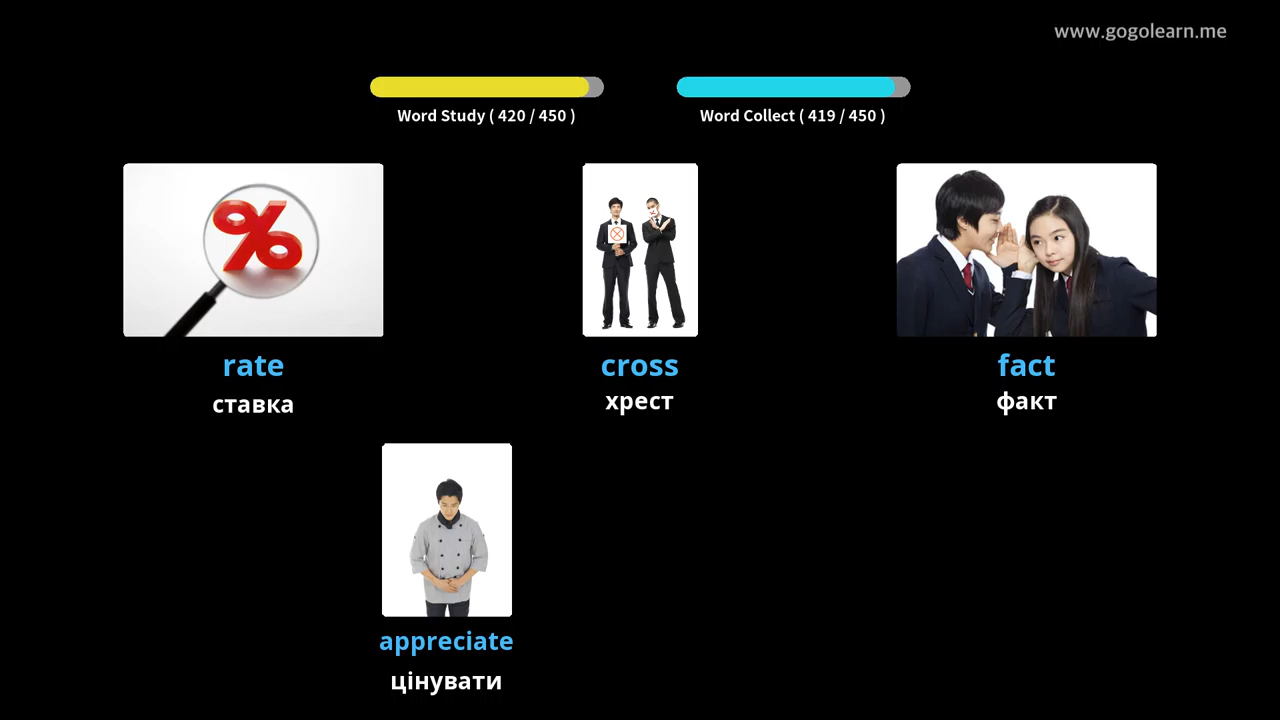 www.gogolearn.me
Word Study ( 420 / 450 )
Word Collect ( 419 / 450 )
%
rate
ставка
cross
хрест
fact
факт
appreciate
цінувати